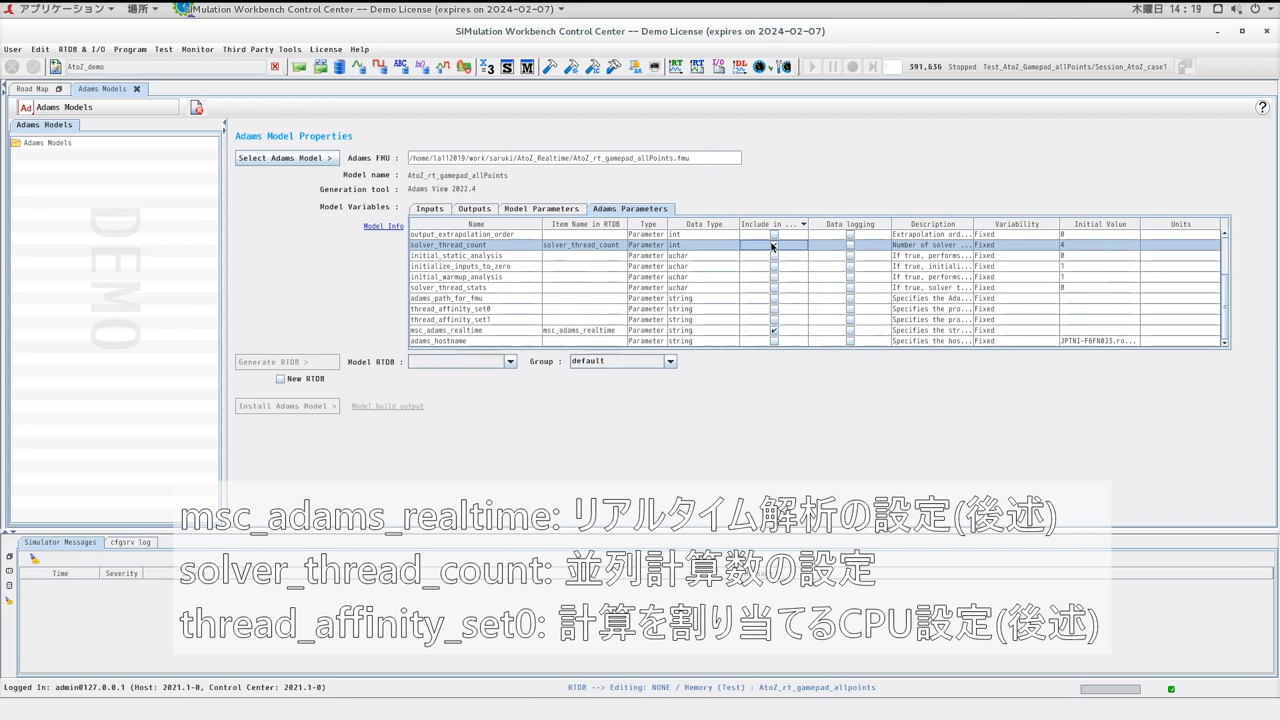 アプリケーション 場所 SIMulation Workbench Control Center -- Demo License (expires on 2024-02-07) 木曜日 14 : 19
SIMulation Workbench Control Center -- Demo License (expires on 2024-02-07)
User Edit RTDB & I/O Program Test Monitor Third Party Tools License Help
AtoZ_demo 391,636 Stopped Test_AtoZ_Gamepad_allPoints/Session_AtoZ_case1
Road Map Adams Models
Ad Adams Models
Adams Models
Adams Models
DEMO
Adams Model Properties
Select Adams Model > Adams FMU : /home/lall2019/work/saruki/AtoZ_Realtime/AtoZ_rt_gamepad_allPoints.fmu
Model name : AtoZ_rt_gamepad_allPoints
Generation tool : Adams View 2022.4
Model Variables : Inputs Outputs Model Parameters Adams Parameters
Model Info
Name Item Name in RTDB Type Data Type Include in ... Data logging Description Variability Initial Value Units
output_extrapolation_order Parameter int Extrapolation ord... Fixed 0
solver_thread_count solver_thread_count Parameter int Number of solver ... Fixed 4
initial_static_analysis Parameter uchar If true, performs... Fixed 0
initialize_inputs_to_zero Parameter uchar If true, initiali... Fixed 1
initial_warmup_analysis Parameter uchar If true, performs... Fixed 1
solver_thread_stats Parameter uchar If true, solver t... Fixed 0
adams_path_for_fmu Parameter string Specifies the Ada... Fixed
thread_affinity_set0 Parameter string Specifies the pro... Fixed
thread_affinity_set1 Parameter string Specifies the pro... Fixed
msc_adams_realtime msc_adams_realtime Parameter string Specifies the str... Fixed
adams_hostname Parameter string Specifies the hos... Fixed JPTNI-F6FN0J3.ro...
Generate RTDB > Model RTDB : Group : default
New RTDB
Install Adams Model > Model build output
msc_adams_realtime: リアルタイム解析の設定(後述)
solver_thread_count: 並列計算数の設定
thread_affinity_set0: 計算を割り当てるCPU設定(後述)
Simulator Messages cfgsrv log
Time Severity
Logged In: admin@127.0.0.1 (Host: 2021.1-0, Control Center: 2021.1-0) RTDB --> Editing: NONE / Memory (Test) : AtoZ_rt_gamepad_allpoints